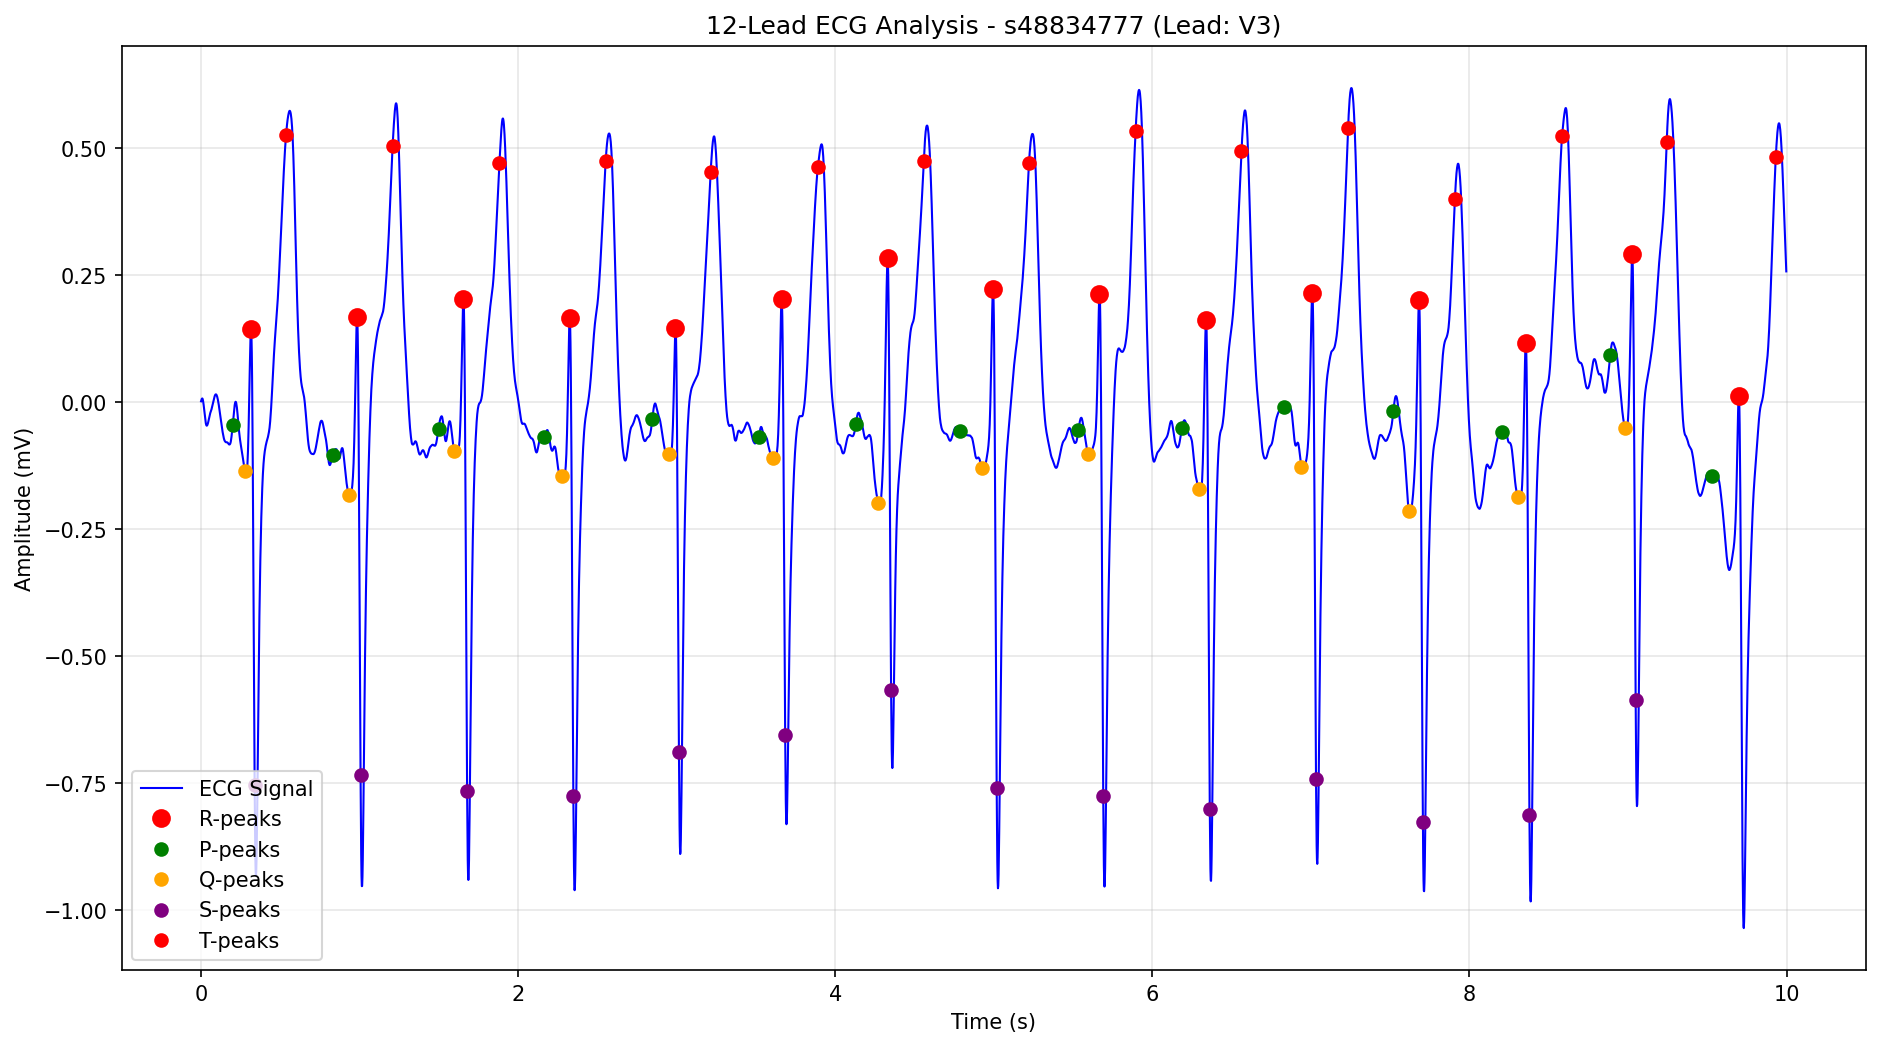 12-Lead ECG Analysis - s48834777 (Lead: V3)
Amplitude (mV)
0.50
0.25
0.00
−0.25
−0.50
−0.75
−1.00
ECG Signal
R-peaks
P-peaks
Q-peaks
S-peaks
T-peaks
0 2 4 6 8 10
Time (s)